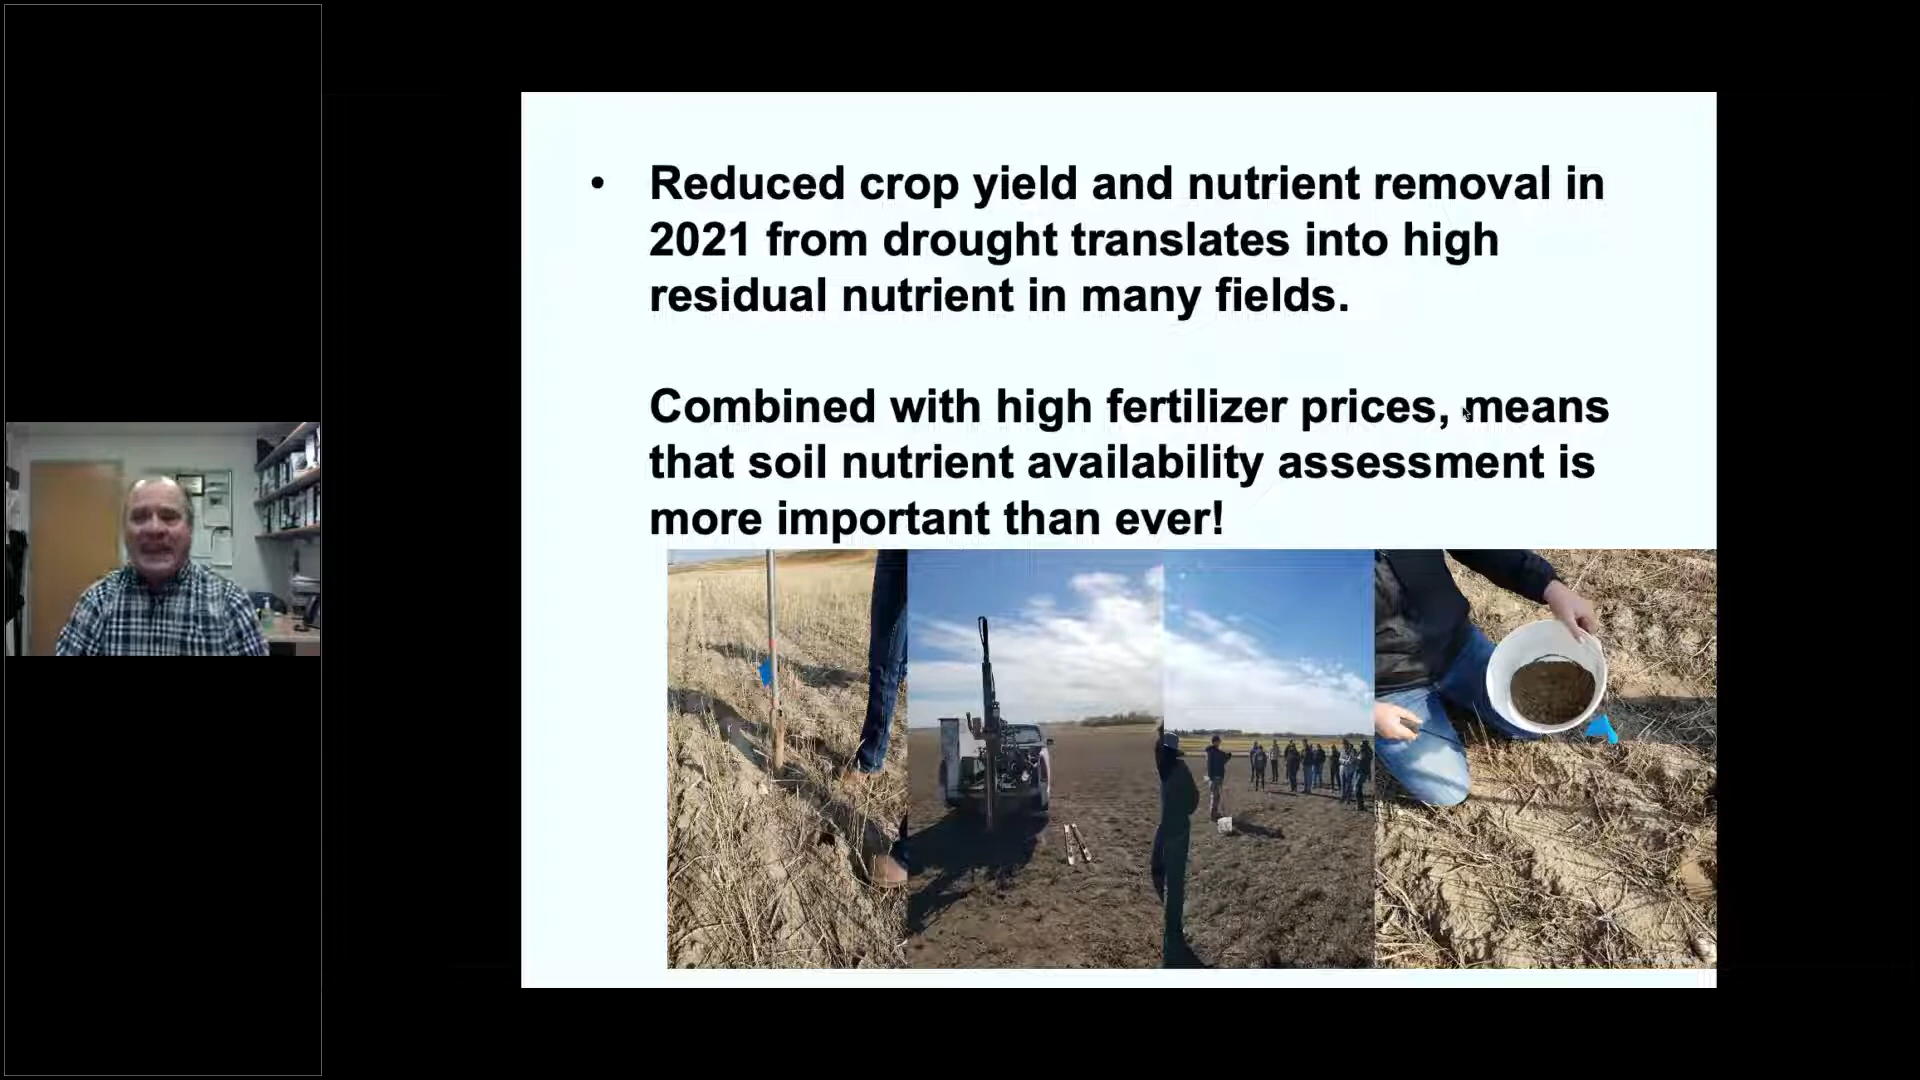 • Reduced crop yield and nutrient removal in
2021 from drought translates into high
residual nutrient in many fields.
Combined with high fertilizer prices, means
that soil nutrient availability assessment is
more important than ever!